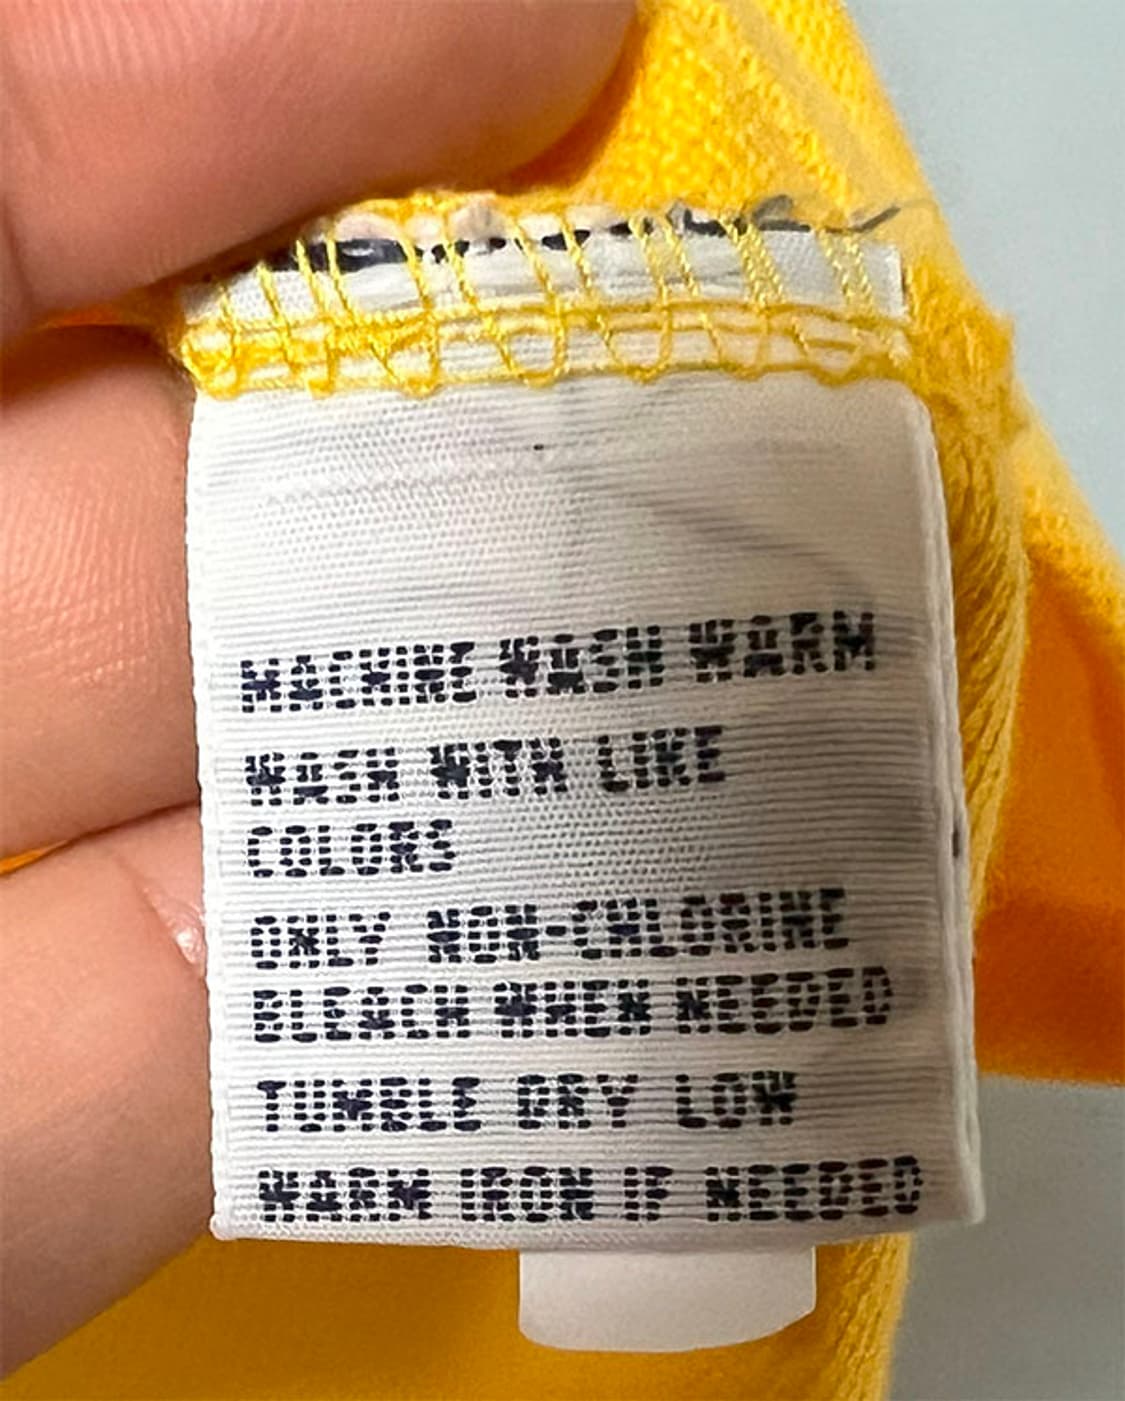 MACHINE WASH WARM
WASH WITH LIKE
COLORS
ONLY NON-CHLORINE
BLEACH WHEN NEEDED
TUMBLE DRY LOW
WARM IRON IF NEEDED